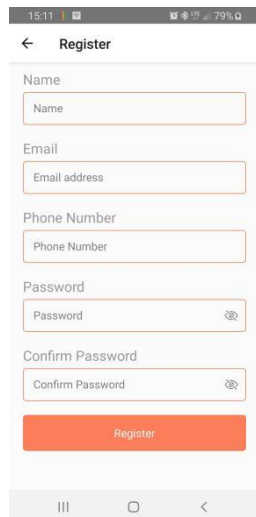 15:11 LTE 79%
Register
Name
Name
Email
Email address
Phone Number
Phone Number
Password
Password
Confirm Password
Confirm Password
Register